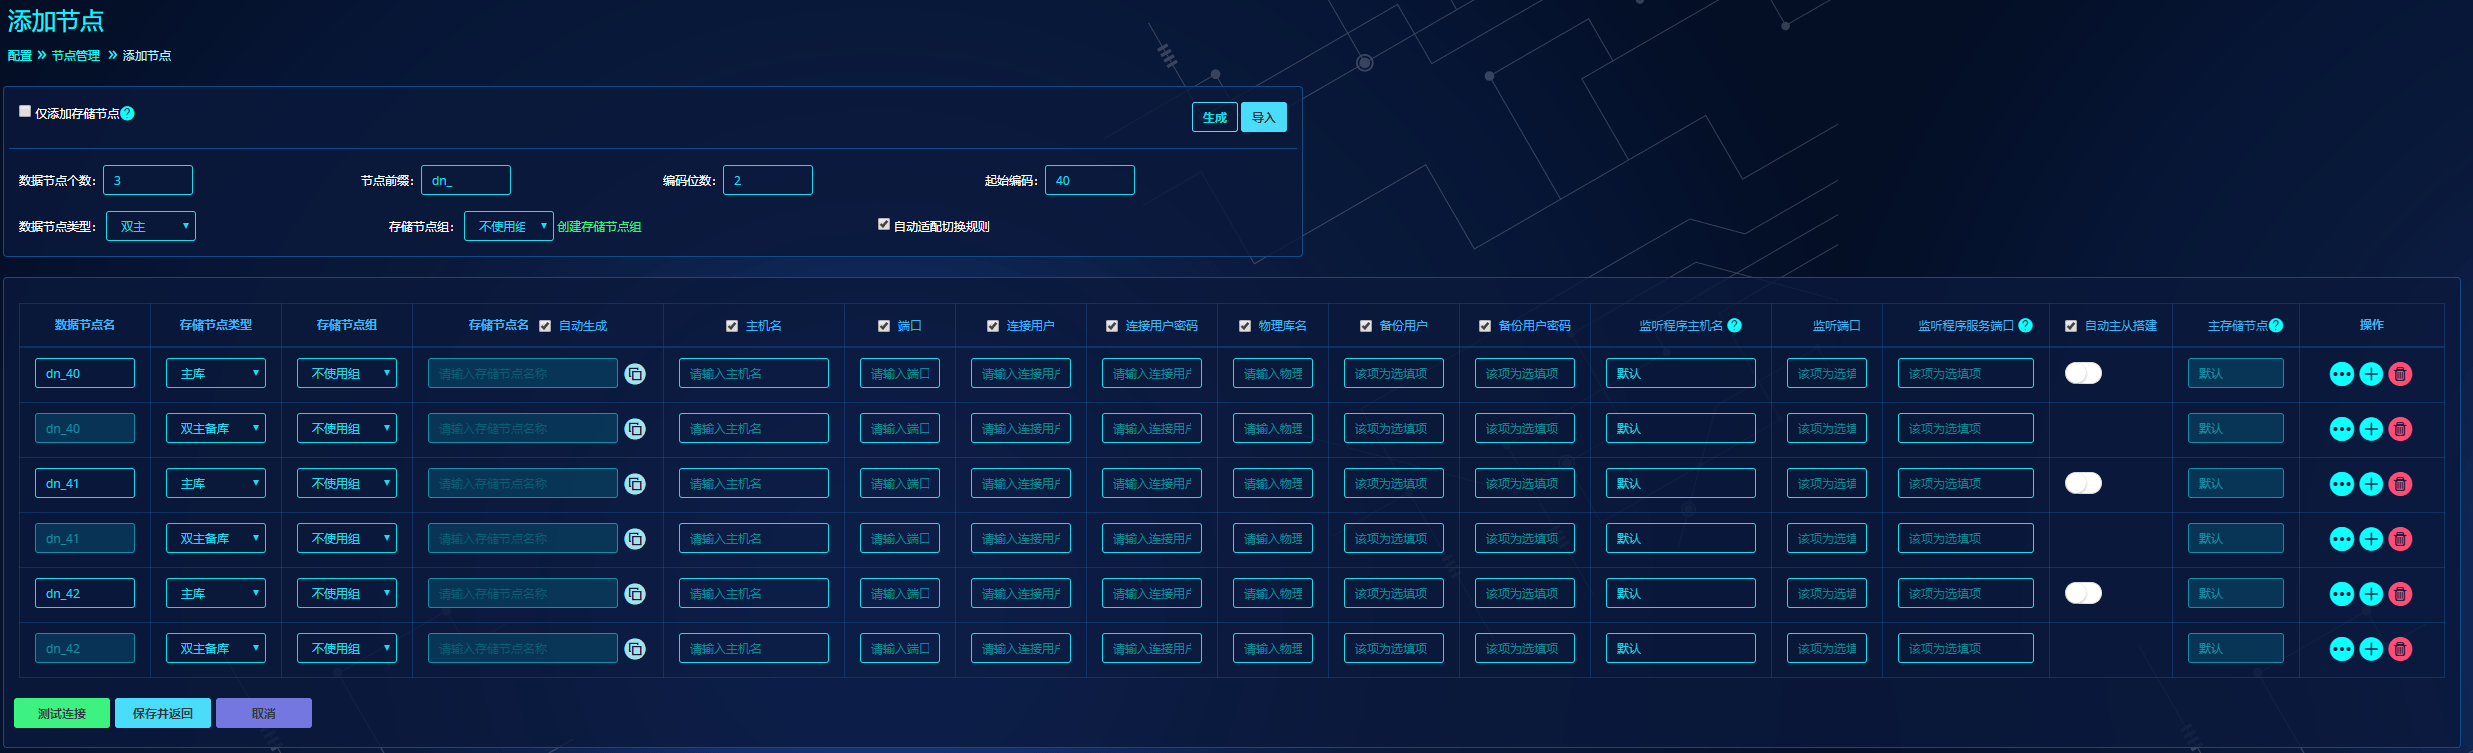 添加节点
配置 » 节点管理 » 添加节点
仅添加存储节点?
生成 导入
数据节点个数: 3 节点前缀: dn_ 编码位数: 2 起始编码: 40
数据节点类型: 双主 存储节点组: 不使用组 创建存储节点组 自动适配切换规则
数据节点名 存储节点类型 存储节点组 存储节点名 自动生成 主机名 端口 连接用户 连接用户密码 物理库名 备份用户 备份用户密码 监听程序主机名? 监听端口 监听程序服务端口? 自动主从搭建 主存储节点? 操作
dn_40 主库 不使用组 请输入存储节点名称 请输入主机名 请输入端口 请输入连接用户 请输入连接用户 请输入物理 该项为选填项 该项为选填项 默认 该项为选填 该项为选填项 默认
dn_40 双主备库 不使用组 请输入存储节点名称 请输入主机名 请输入端口 请输入连接用户 请输入连接用户 请输入物理 该项为选填项 该项为选填项 默认 该项为选填 该项为选填项 默认
dn_41 主库 不使用组 请输入存储节点名称 请输入主机名 请输入端口 请输入连接用户 请输入连接用户 请输入物理 该项为选填项 该项为选填项 默认 该项为选填 该项为选填项 默认
dn_41 双主备库 不使用组 请输入存储节点名称 请输入主机名 请输入端口 请输入连接用户 请输入连接用户 请输入物理 该项为选填项 该项为选填项 默认 该项为选填 该项为选填项 默认
dn_42 主库 不使用组 请输入存储节点名称 请输入主机名 请输入端口 请输入连接用户 请输入连接用户 请输入物理 该项为选填项 该项为选填项 默认 该项为选填 该项为选填项 默认
dn_42 双主备库 不使用组 请输入存储节点名称 请输入主机名 请输入端口 请输入连接用户 请输入连接用户 请输入物理 该项为选填项 该项为选填项 默认 该项为选填 该项为选填项 默认
测试连接 保存并返回 取消